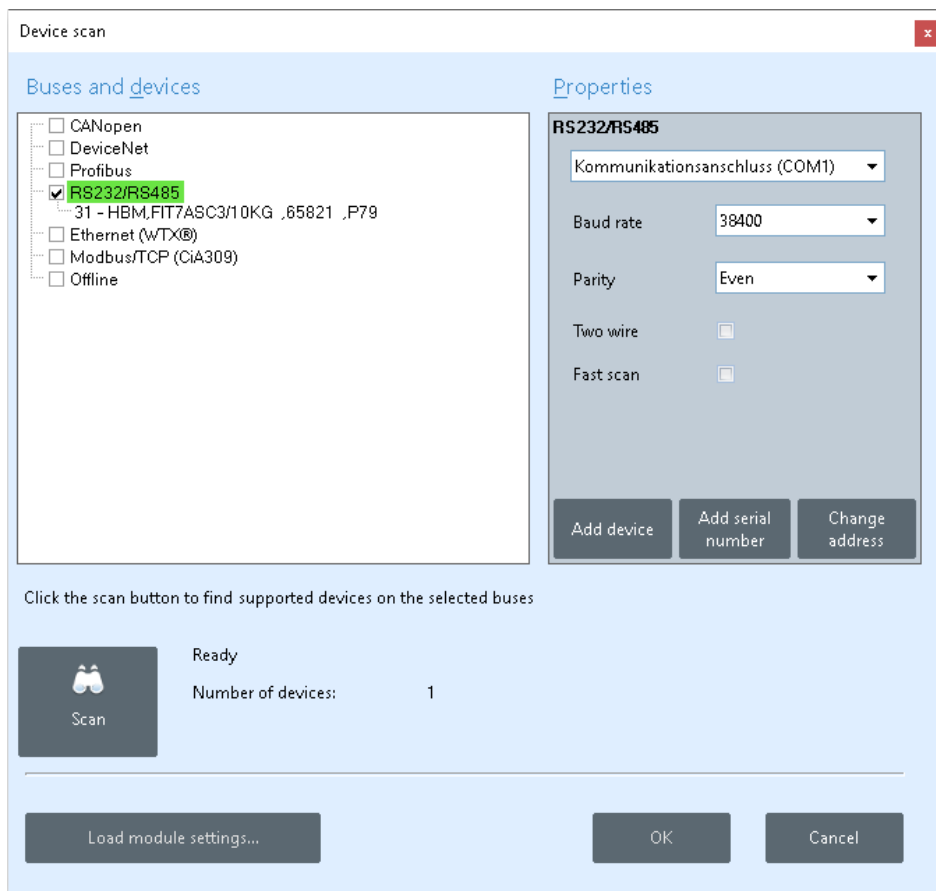 Device scan
x
Buses and devices
CANopen
DeviceNet
Profibus
RS232/RS485
31 - HBM,FIT7ASC3/10KG ,65821 ,P79
Ethernet (WTX®)
Modbus/TCP (CiA309)
Offline
Properties
RS232/RS485
Kommunikationsanschluss (COM1)
Baud rate 38400
Parity Even
Two wire
Fast scan
Add device
Add serial
number
Change
address
Click the scan button to find supported devices on the selected buses
Scan
Ready
Number of devices: 1
Load module settings...
OK
Cancel